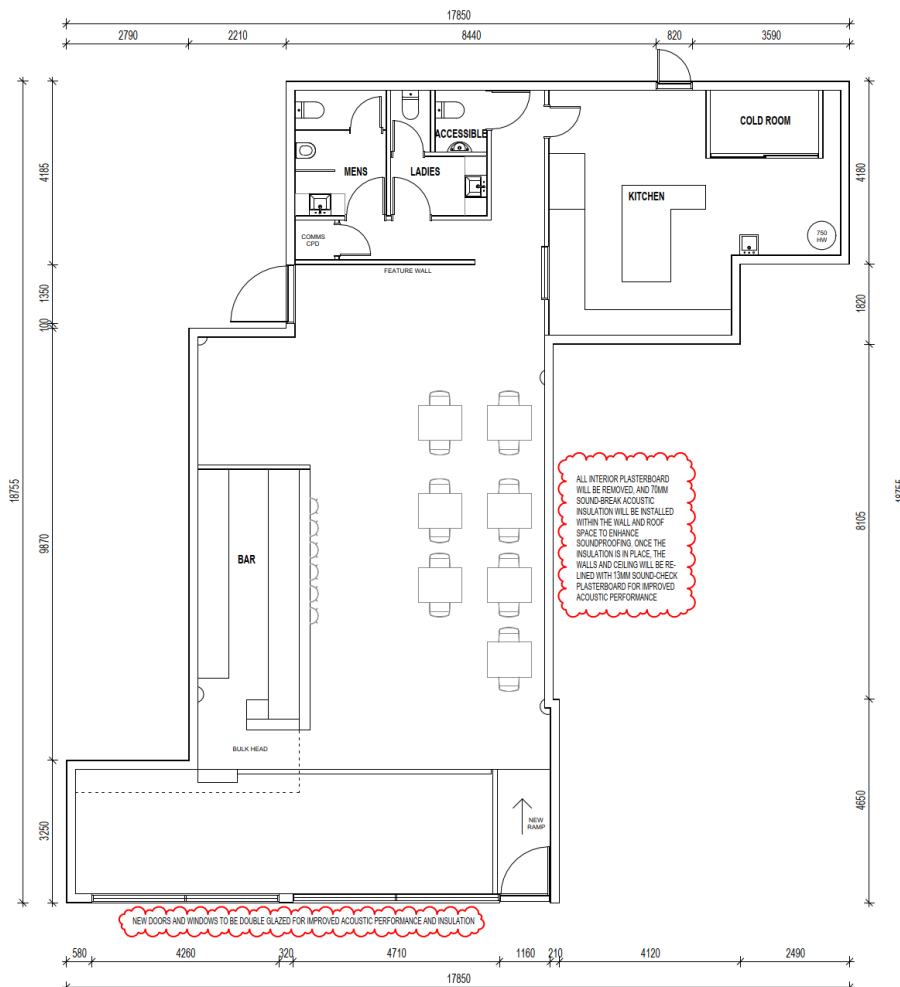 17850
2790
2210
8440
820
3590
4185
1350
100
18755
9870
3250
4180
1820
18755
8105
4650
ACCESSIBLE
MENS
LADIES
COMMS
CPD
FEATURE WALL
COLD ROOM
KITCHEN
750
HW
BAR
BULK HEAD
ALL INTERIOR PLASTERBOARD
WILL BE REMOVED, AND 70MM
SOUND-BREAK ACOUSTIC
INSULATION WILL BE INSTALLED
WITHIN THE WALL AND ROOF
SPACE TO ENHANCE
SOUNDPROOFING. ONCE THE
INSULATION IS IN PLACE, THE
WALLS AND CEILING WILL BE RE-
LINED WITH 13MM SOUND-CHECK
PLASTERBOARD FOR IMPROVED
ACOUSTIC PERFORMANCE
NEW
RAMP
NEW DOORS AND WINDOWS TO BE DOUBLE GLAZED FOR IMPROVED ACOUSTIC PERFORMANCE AND INSULATION
580
4260
320
4710
1160
210
4120
2490
17850